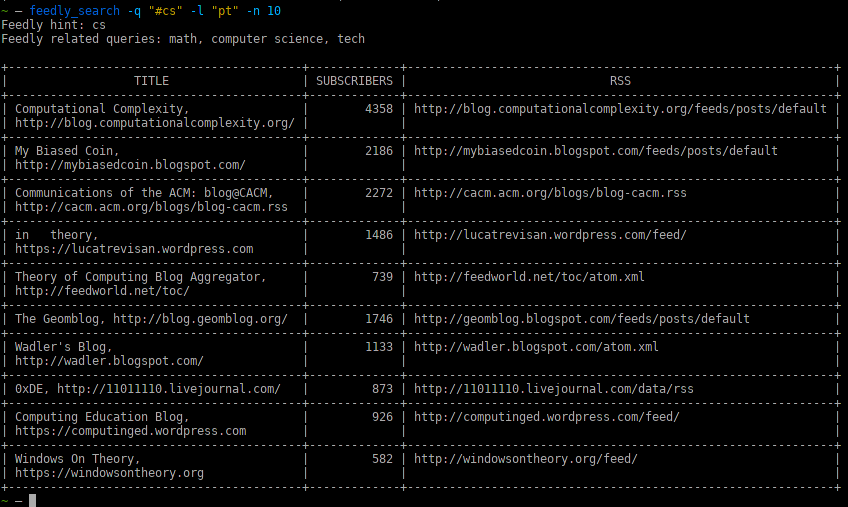 ~ — feedly_search -q "#cs" -l "pt" -n 10
Feedly hint: cs
Feedly related queries: math, computer science, tech
TITLE | SUBSCRIBERS | RSS
Computational Complexity, | 4358 | http://blog.computationalcomplexity.org/feeds/posts/default
http://blog.computationalcomplexity.org/
My Biased Coin, | 2186 | http://mybiasedcoin.blogspot.com/feeds/posts/default
http://mybiasedcoin.blogspot.com/
Communications of the ACM: blog@CACM, | 2272 | http://cacm.acm.org/blogs/blog-cacm.rss
http://cacm.acm.org/blogs/blog-cacm.rss
in   theory, | 1486 | http://lucatrevisan.wordpress.com/feed/
https://lucatrevisan.wordpress.com
Theory of Computing Blog Aggregator, | 739 | http://feedworld.net/toc/atom.xml
http://feedworld.net/toc/
The Geomblog, http://blog.geomblog.org/ | 1746 | http://geomblog.blogspot.com/feeds/posts/default
Wadler's Blog, | 1133 | http://wadler.blogspot.com/atom.xml
http://wadler.blogspot.com/
0xDE, http://11011110.livejournal.com/ | 873 | http://11011110.livejournal.com/data/rss
Computing Education Blog, | 926 | http://computinged.wordpress.com/feed/
https://computinged.wordpress.com
Windows On Theory, | 582 | http://windowsontheory.org/feed/
https://windowsontheory.org
~ —